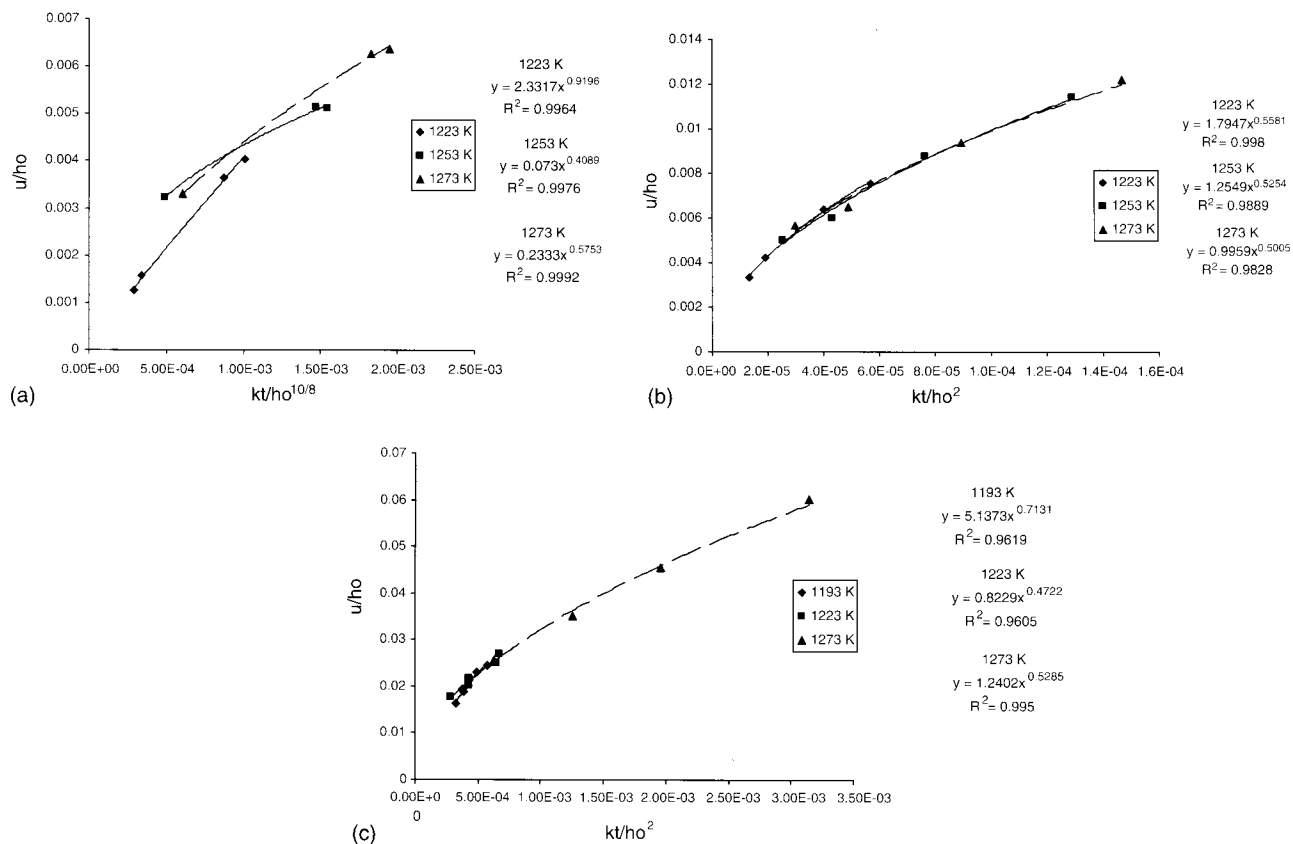 0.007
0.006
0.005
0.004
0.003
0.002
0.001
0
u/ho
0.00E+00 5.00E-04 1.00E-03 1.50E-03 2.00E-03 2.50E-03
kt/ho^10/8
(a)
1223 K
1253 K
1273 K
1223 K
y = 2.3317x^0.9196
R^2 = 0.9964
1253 K
y = 0.073x^0.4089
R^2 = 0.9976
1273 K
y = 0.2333x^0.5753
R^2 = 0.9992
0.014
0.012
0.01
0.008
0.006
0.004
0.002
0
u/ho
0.0E+00 2.0E-05 4.0E-05 6.0E-05 8.0E-05 1.0E-04 1.2E-04 1.4E-04 1.6E-04
kt/ho^2
(b)
1223 K
1253 K
1273 K
1223 K
y = 1.7947x^0.5581
R^2 = 0.998
1253 K
y = 1.2549x^0.5254
R^2 = 0.9889
1273 K
y = 0.9959x^0.5005
R^2 = 0.9828
0.07
0.06
0.05
0.04
0.03
0.02
0.01
0
u/ho
0.00E+0 5.00E-04 1.00E-03 1.50E-03 2.00E-03 2.50E-03 3.00E-03 3.50E-03
0
kt/ho^2
(c)
1193 K
1223 K
1273 K
1193 K
y = 5.1373x^0.7131
R^2 = 0.9619
1223 K
y = 0.8229x^0.4722
R^2 = 0.9605
1273 K
y = 1.2402x^0.5285
R^2 = 0.995